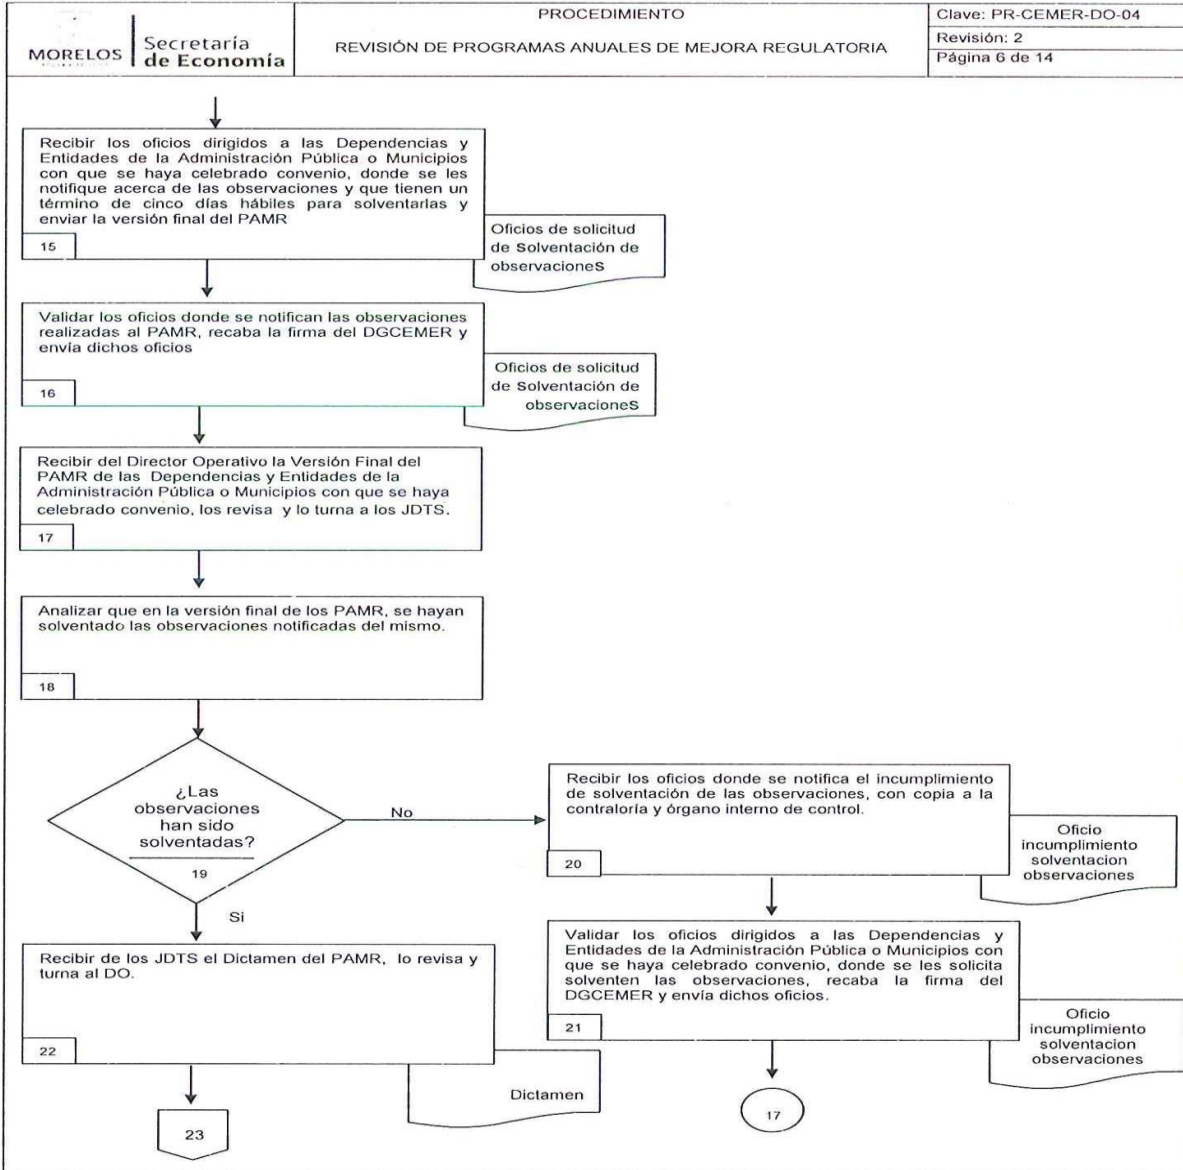 MORELOS
Secretaría
de Economía
PROCEDIMIENTO
REVISIÓN DE PROGRAMAS ANUALES DE MEJORA REGULATORIA
Clave: PR-CEMER-DO-04
Revisión: 2
Página 6 de 14
Recibir los oficios dirigidos a las Dependencias y
Entidades de la Administración Pública o Municipios
con que se haya celebrado convenio, donde se les
notifique acerca de las observaciones y que tienen un
término de cinco días hábiles para solventarlas y
enviar la versión final del PAMR
15
Oficios de solicitud
de Solventación de
observacioneS
Validar los oficios donde se notifican las observaciones
realizadas al PAMR, recaba la firma del DGCEMER y
envía dichos oficios
16
Oficios de solicitud
de Solventación de
observacioneS
Recibir del Director Operativo la Versión Final del
PAMR de las Dependencias y Entidades de la
Administración Pública o Municipios con que se haya
celebrado convenio, los revisa y lo turna a los JDTS.
17
Analizar que en la versión final de los PAMR, se hayan
solventado las observaciones notificadas del mismo.
18
¿Las
observaciones
han sido
solventadas?
19
No
Si
Recibir los oficios donde se notifica el incumplimiento
de solventación de las observaciones, con copia a la
contraloría y órgano interno de control.
20
Oficio
incumplimiento
solventacion
observaciones
Validar los oficios dirigidos a las Dependencias y
Entidades de la Administración Pública o Municipios con
que se haya celebrado convenio, donde se les solicita
solventen las observaciones, recaba la firma del
DGCEMER y envía dichos oficios.
21
Oficio
incumplimiento
solventacion
observaciones
17
Recibir de los JDTS el Dictamen del PAMR, lo revisa y
turna al DO.
22
Dictamen
23